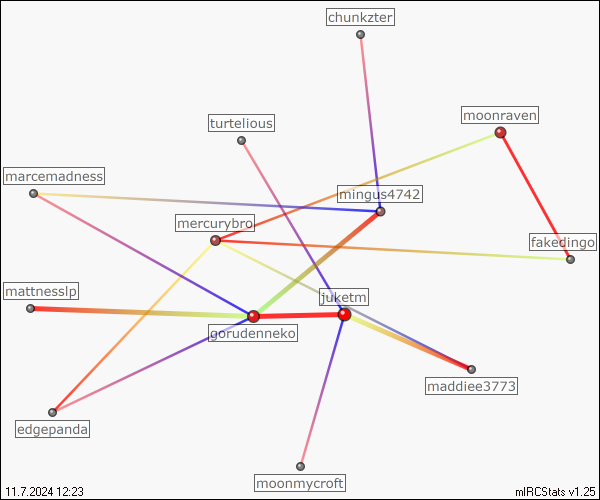 chunkzter
moonraven
turtelious
marcemadness
mingus4742
mercurybro
fakedingo
mattnesslp
juketm
gorudenneko
maddiee3773
edgepanda
moonmycroft
11.7.2024 12:23
mIRCStats v1.25